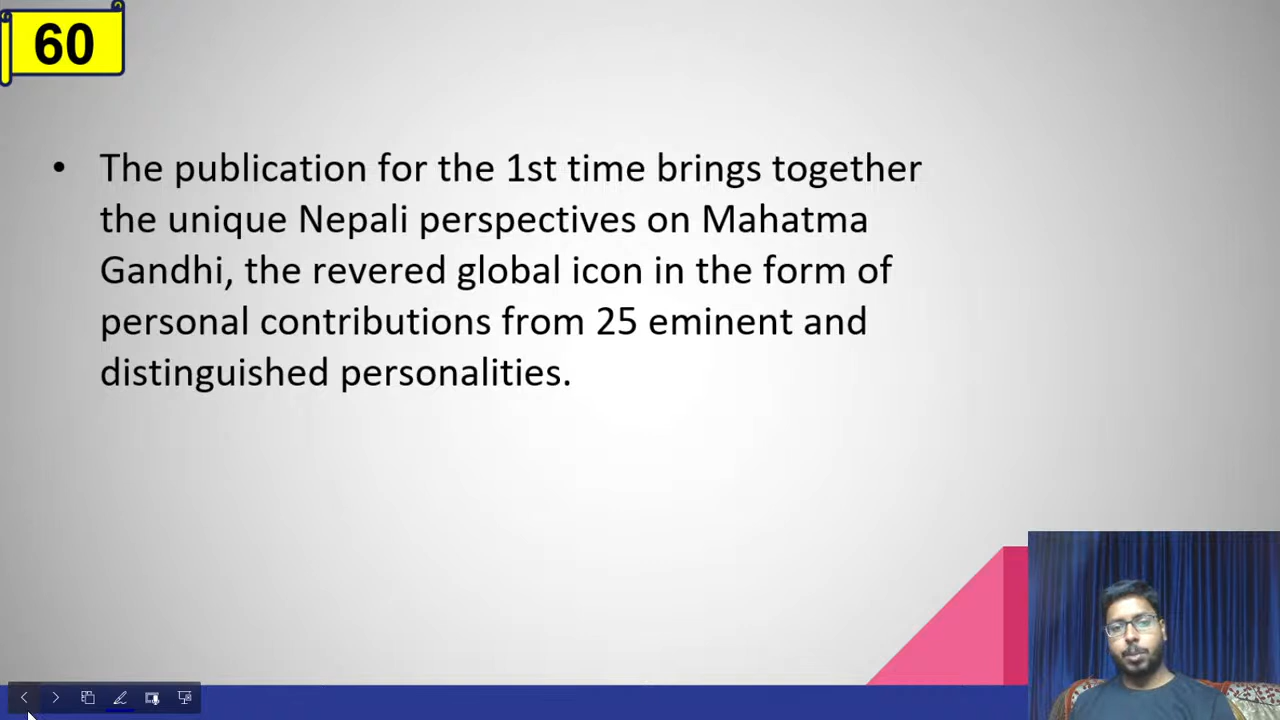 60
• The publication for the 1st time brings together
the unique Nepali perspectives on Mahatma
Gandhi, the revered global icon in the form of
personal contributions from 25 eminent and
distinguished personalities.